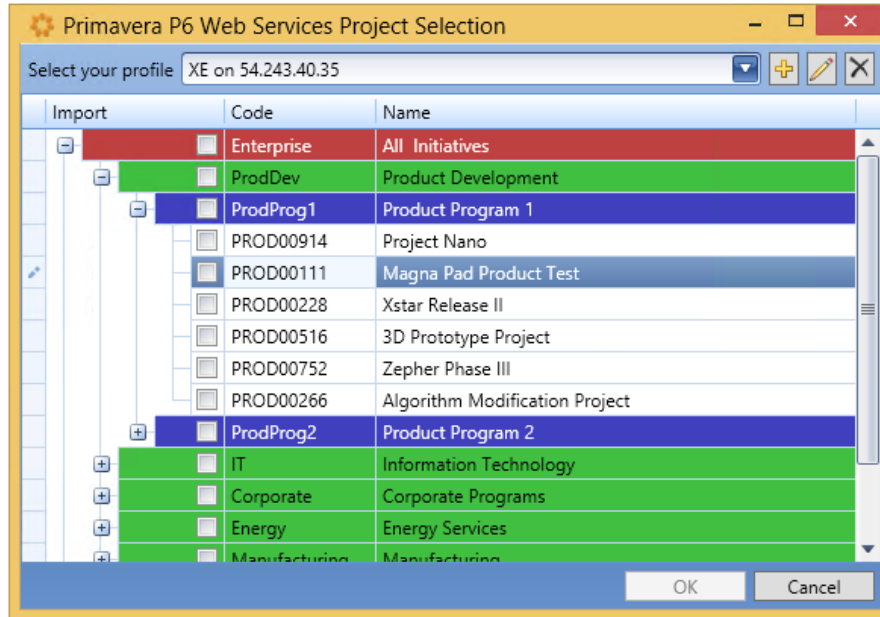 Primavera P6 Web Services Project Selection
Select your profile XE on 54.243.40.35
Import Code Name
Enterprise All Initiatives
ProdDev Product Development
ProdProg1 Product Program 1
PROD00914 Project Nano
PROD00111 Magna Pad Product Test
PROD00228 Xstar Release II
PROD00516 3D Prototype Project
PROD00752 Zepher Phase III
PROD00266 Algorithm Modification Project
ProdProg2 Product Program 2
IT Information Technology
Corporate Corporate Programs
Energy Energy Services
Manufacturing Manufacturing
OK Cancel